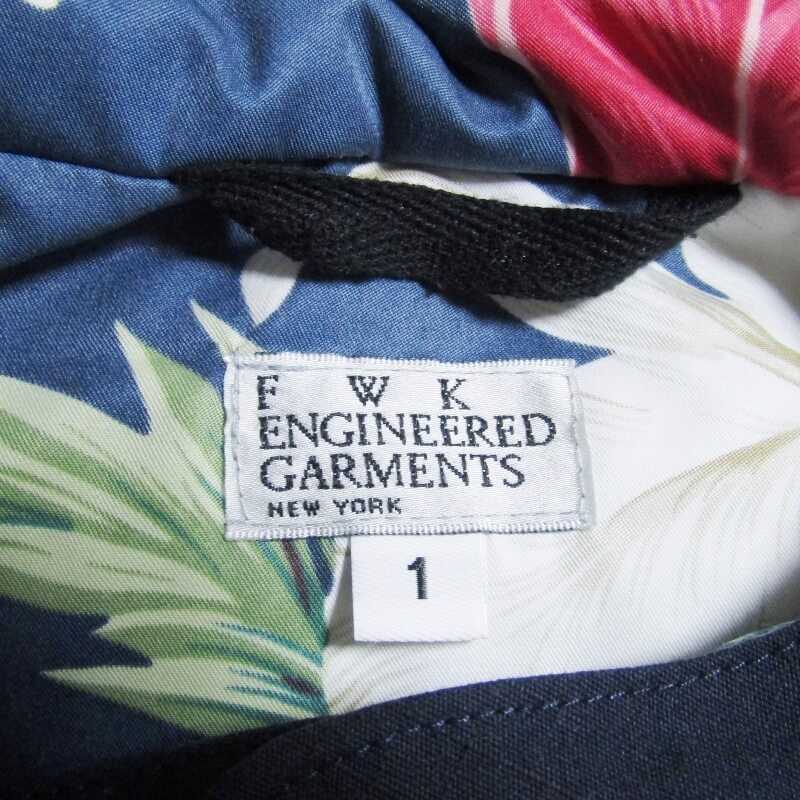 F W K
ENGINEERED
GARMENTS
NEW YORK
1